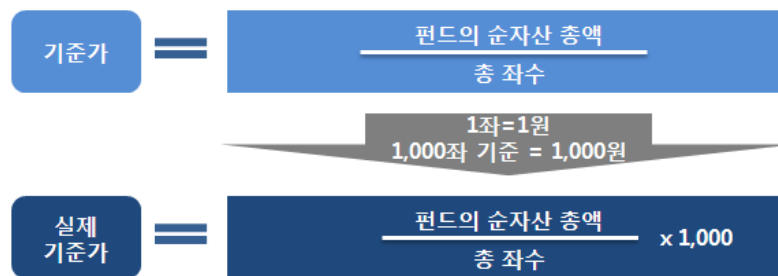 기준가
펀드의 순자산 총액
총 좌수
1좌=1원
1,000좌 기준 = 1,000원
실제
기준가
펀드의 순자산 총액
총 좌수
x 1,000